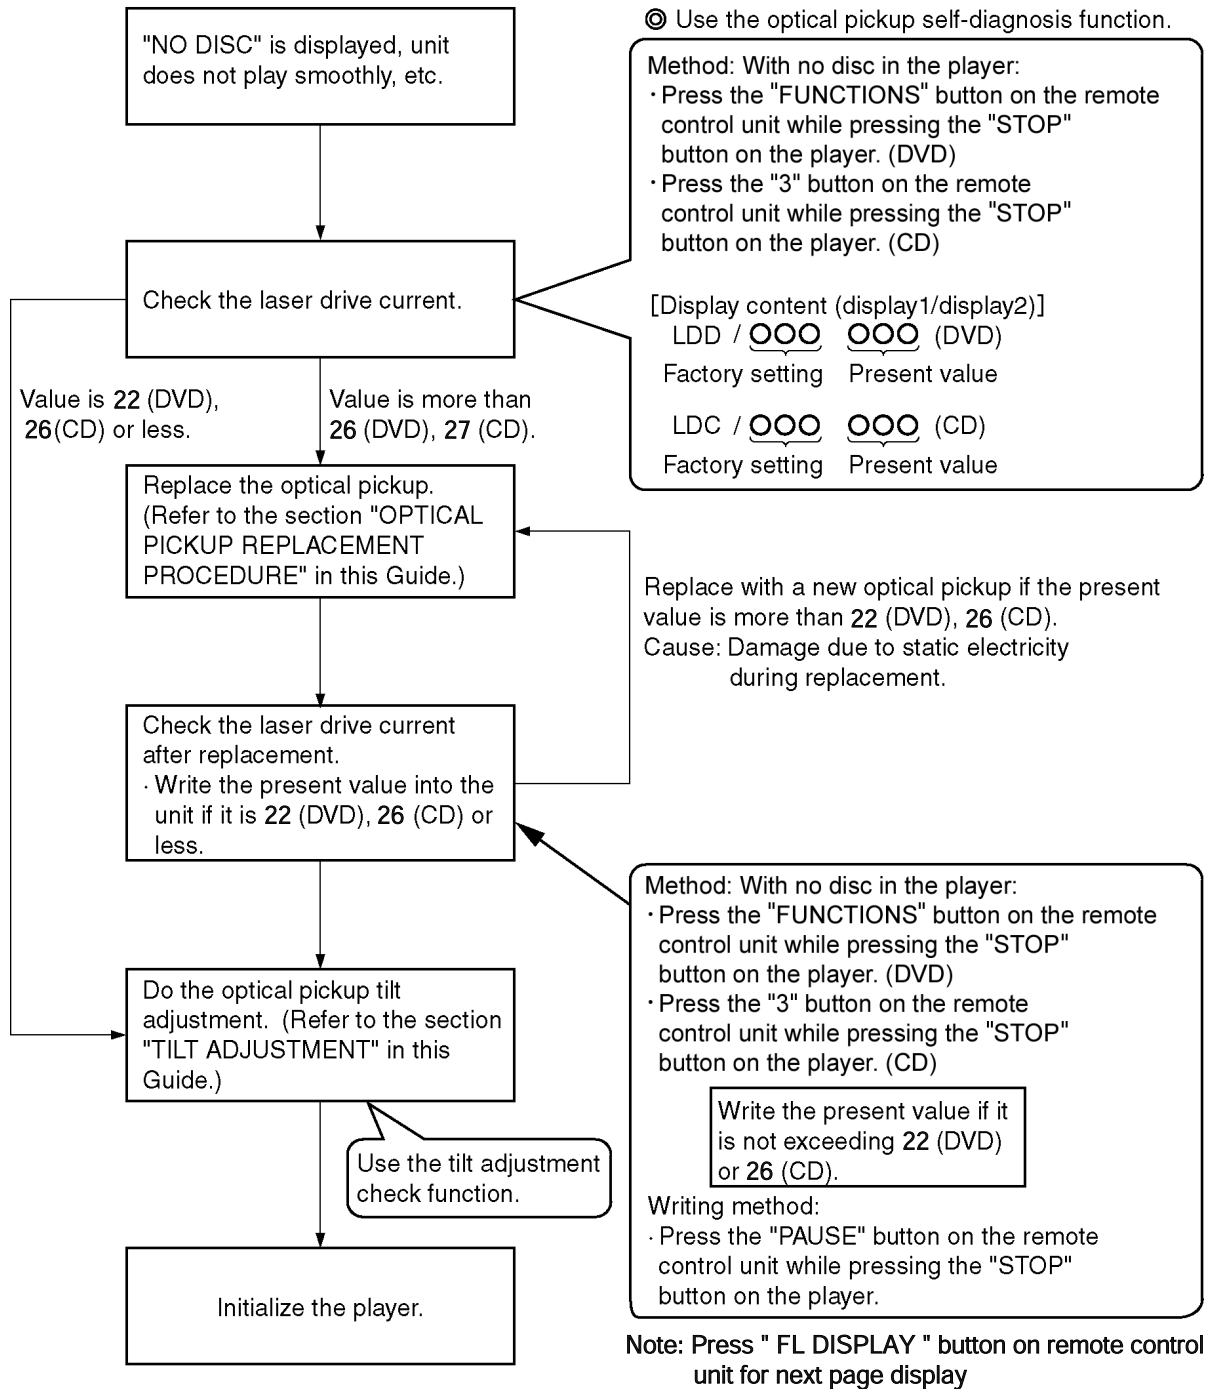 "NO DISC" is displayed, unit
does not play smoothly, etc.
◎ Use the optical pickup self-diagnosis function.
Method: With no disc in the player:
· Press the "FUNCTIONS" button on the remote
control unit while pressing the "STOP"
button on the player. (DVD)
· Press the "3" button on the remote
control unit while pressing the "STOP"
button on the player. (CD)
[Display content (display1/display2)]
LDD / OOO OOO (DVD)
Factory setting Present value
LDC / OOO OOO (CD)
Factory setting Present value
Check the laser drive current.
Value is 22 (DVD),
26(CD) or less.
Value is more than
26 (DVD), 27 (CD).
Replace the optical pickup.
(Refer to the section "OPTICAL
PICKUP REPLACEMENT
PROCEDURE" in this Guide.)
Replace with a new optical pickup if the present
value is more than 22 (DVD), 26 (CD).
Cause: Damage due to static electricity
during replacement.
Check the laser drive current
after replacement.
· Write the present value into the
unit if it is 22 (DVD), 26 (CD) or
less.
Method: With no disc in the player:
· Press the "FUNCTIONS" button on the remote
control unit while pressing the "STOP"
button on the player. (DVD)
· Press the "3" button on the remote
control unit while pressing the "STOP"
button on the player. (CD)
Write the present value if it
is not exceeding 22 (DVD)
or 26 (CD).
Writing method:
· Press the "PAUSE" button on the remote
control unit while pressing the "STOP"
button on the player.
Do the optical pickup tilt
adjustment. (Refer to the section
"TILT ADJUSTMENT" in this
Guide.)
Use the tilt adjustment
check function.
Initialize the player.
Note: Press " FL DISPLAY " button on remote control
unit for next page display